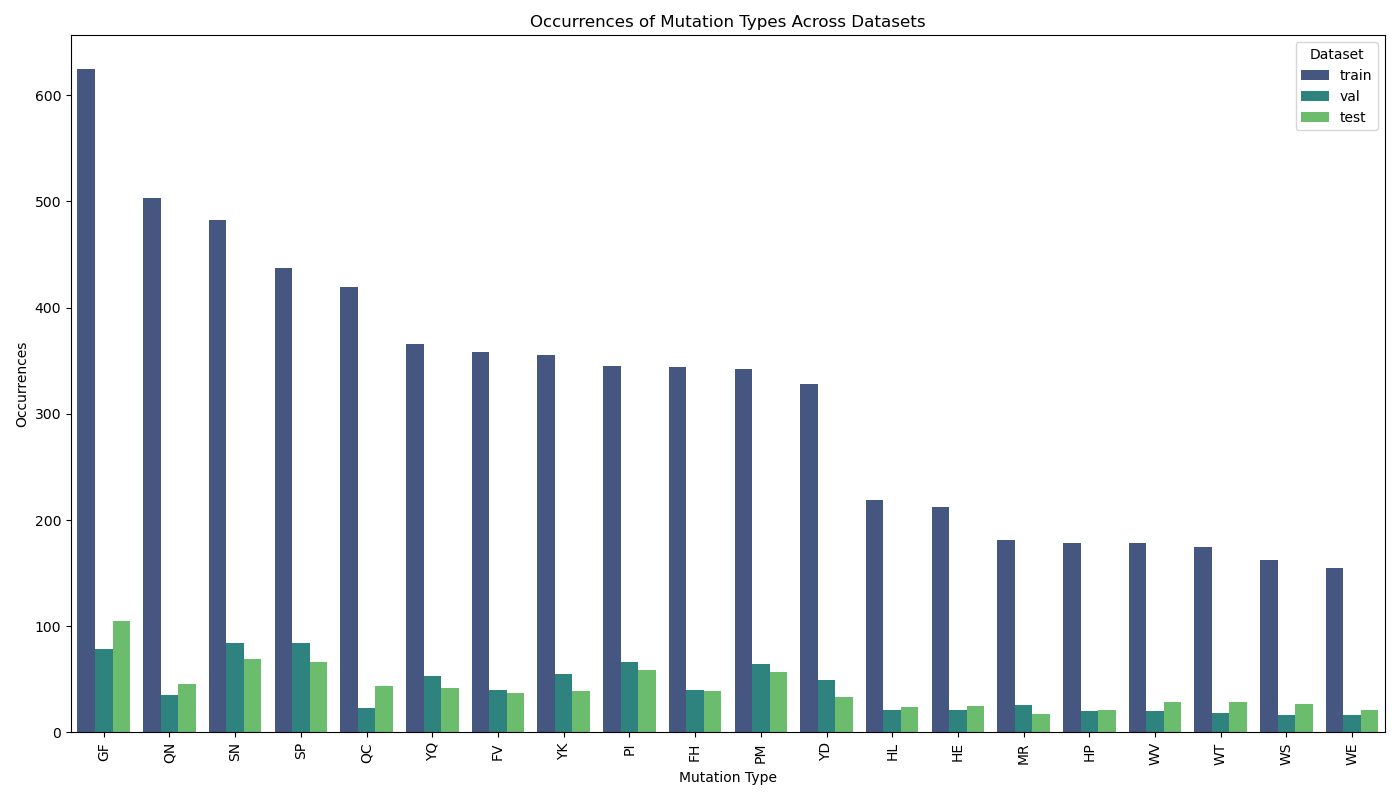 Occurrences of Mutation Types Across Datasets
Dataset
train
val
test
Occurrences
600
500
400
300
200
100
0
GF
QN
SN
SP
QC
YQ
FV
YK
PI
FH
PM
YD
HL
HE
MR
HP
WV
WT
WS
WE
Mutation Type